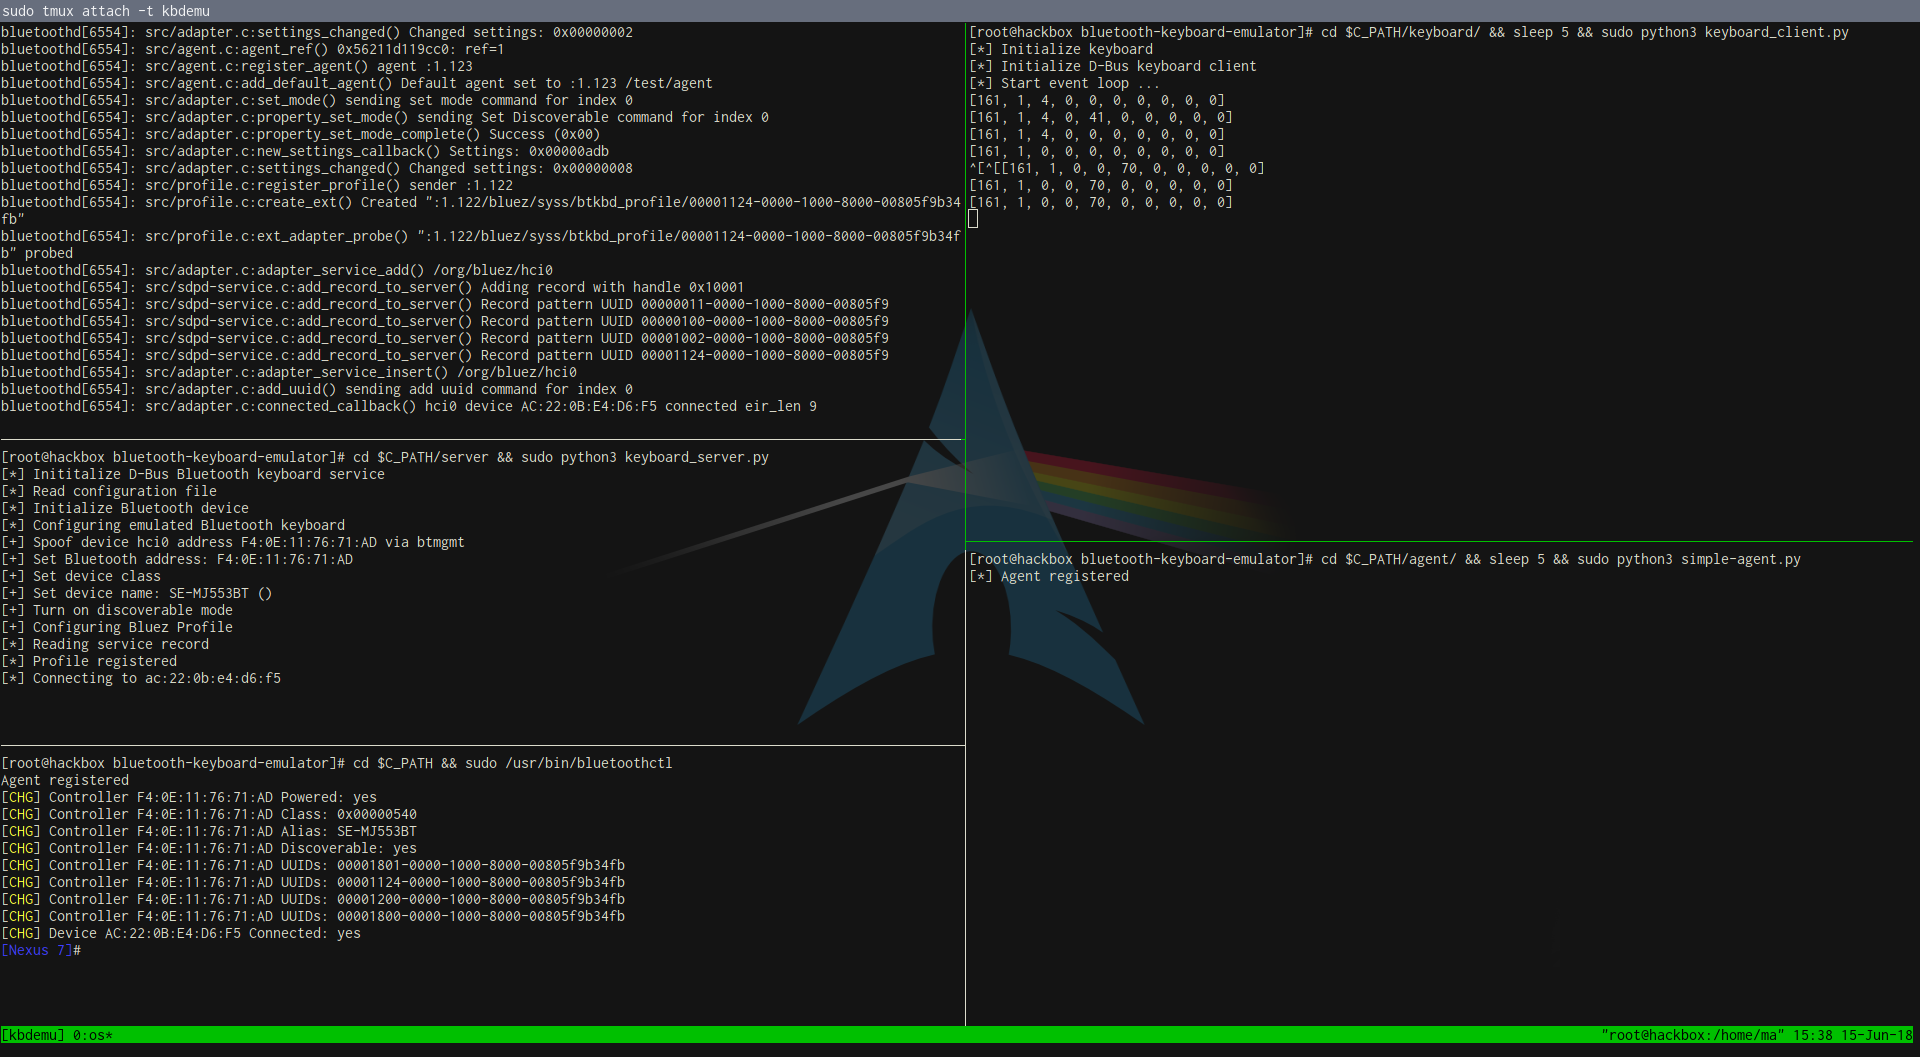 sudo tmux attach -t kbdemu
bluetoothd[6554]: src/adapter.c:settings_changed() Changed settings: 0x00000002
bluetoothd[6554]: src/agent.c:agent_ref() 0x56211d119cc0: ref=1
bluetoothd[6554]: src/agent.c:register_agent() agent :1.123
bluetoothd[6554]: src/agent.c:add_default_agent() Default agent set to :1.123 /test/agent
bluetoothd[6554]: src/adapter.c:set_mode() sending set mode command for index 0
bluetoothd[6554]: src/adapter.c:property_set_mode() sending Set Discoverable command for index 0
bluetoothd[6554]: src/adapter.c:property_set_mode_complete() Success (0x00)
bluetoothd[6554]: src/adapter.c:new_settings_callback() Settings: 0x00000adb
bluetoothd[6554]: src/adapter.c:settings_changed() Changed settings: 0x00000008
bluetoothd[6554]: src/profile.c:register_profile() sender :1.122
bluetoothd[6554]: src/profile.c:create_ext() Created ":1.122/bluez/syss/btkbd_profile/00001124-0000-1000-8000-00805f9b34
fb"
bluetoothd[6554]: src/profile.c:ext_adapter_probe() ":1.122/bluez/syss/btkbd_profile/00001124-0000-1000-8000-00805f9b34f
b" probed
bluetoothd[6554]: src/adapter.c:adapter_service_add() /org/bluez/hci0
bluetoothd[6554]: src/sdpd-service.c:add_record_to_server() Adding record with handle 0x10001
bluetoothd[6554]: src/sdpd-service.c:add_record_to_server() Record pattern UUID 00000011-0000-1000-8000-00805f9
bluetoothd[6554]: src/sdpd-service.c:add_record_to_server() Record pattern UUID 00000100-0000-1000-8000-00805f9
bluetoothd[6554]: src/sdpd-service.c:add_record_to_server() Record pattern UUID 00001002-0000-1000-8000-00805f9
bluetoothd[6554]: src/sdpd-service.c:add_record_to_server() Record pattern UUID 00001124-0000-1000-8000-00805f9
bluetoothd[6554]: src/adapter.c:adapter_service_insert() /org/bluez/hci0
bluetoothd[6554]: src/adapter.c:add_uuid() sending add uuid command for index 0
bluetoothd[6554]: src/adapter.c:connected_callback() hci0 device AC:22:0B:E4:D6:F5 connected eir_len 9
[root@hackbox bluetooth-keyboard-emulator]# cd $C_PATH/server && sudo python3 keyboard_server.py
[*] Inititalize D-Bus Bluetooth keyboard service
[*] Read configuration file
[*] Initialize Bluetooth device
[*] Configuring emulated Bluetooth keyboard
[+] Spoof device hci0 address F4:0E:11:76:71:AD via btmgmt
[+] Set Bluetooth address: F4:0E:11:76:71:AD
[+] Set device class
[+] Set device name: SE-MJ553BT ()
[+] Turn on discoverable mode
[+] Configuring Bluez Profile
[*] Reading service record
[*] Profile registered
[*] Connecting to ac:22:0b:e4:d6:f5
[root@hackbox bluetooth-keyboard-emulator]# cd $C_PATH && sudo /usr/bin/bluetoothctl
Agent registered
[CHG] Controller F4:0E:11:76:71:AD Powered: yes
[CHG] Controller F4:0E:11:76:71:AD Class: 0x00000540
[CHG] Controller F4:0E:11:76:71:AD Alias: SE-MJ553BT
[CHG] Controller F4:0E:11:76:71:AD Discoverable: yes
[CHG] Controller F4:0E:11:76:71:AD UUIDs: 00001801-0000-1000-8000-00805f9b34fb
[CHG] Controller F4:0E:11:76:71:AD UUIDs: 00001124-0000-1000-8000-00805f9b34fb
[CHG] Controller F4:0E:11:76:71:AD UUIDs: 00001200-0000-1000-8000-00805f9b34fb
[CHG] Controller F4:0E:11:76:71:AD UUIDs: 00001800-0000-1000-8000-00805f9b34fb
[CHG] Device AC:22:0B:E4:D6:F5 Connected: yes
[Nexus 7]#
[root@hackbox bluetooth-keyboard-emulator]# cd $C_PATH/keyboard/ && sleep 5 && sudo python3 keyboard_client.py
[*] Initialize keyboard
[*] Initialize D-Bus keyboard client
[*] Start event loop ...
[161, 1, 4, 0, 0, 0, 0, 0, 0, 0]
[161, 1, 4, 0, 41, 0, 0, 0, 0, 0]
[161, 1, 4, 0, 0, 0, 0, 0, 0, 0]
[161, 1, 0, 0, 0, 0, 0, 0, 0, 0]
^[^[[161, 1, 0, 0, 70, 0, 0, 0, 0, 0]
[161, 1, 0, 0, 70, 0, 0, 0, 0, 0]
[161, 1, 0, 0, 70, 0, 0, 0, 0, 0]
[root@hackbox bluetooth-keyboard-emulator]# cd $C_PATH/agent/ && sleep 5 && sudo python3 simple-agent.py
[*] Agent registered
[kbdemu] 0:os* "root@hackbox:/home/ma" 15:38 15-Jun-18